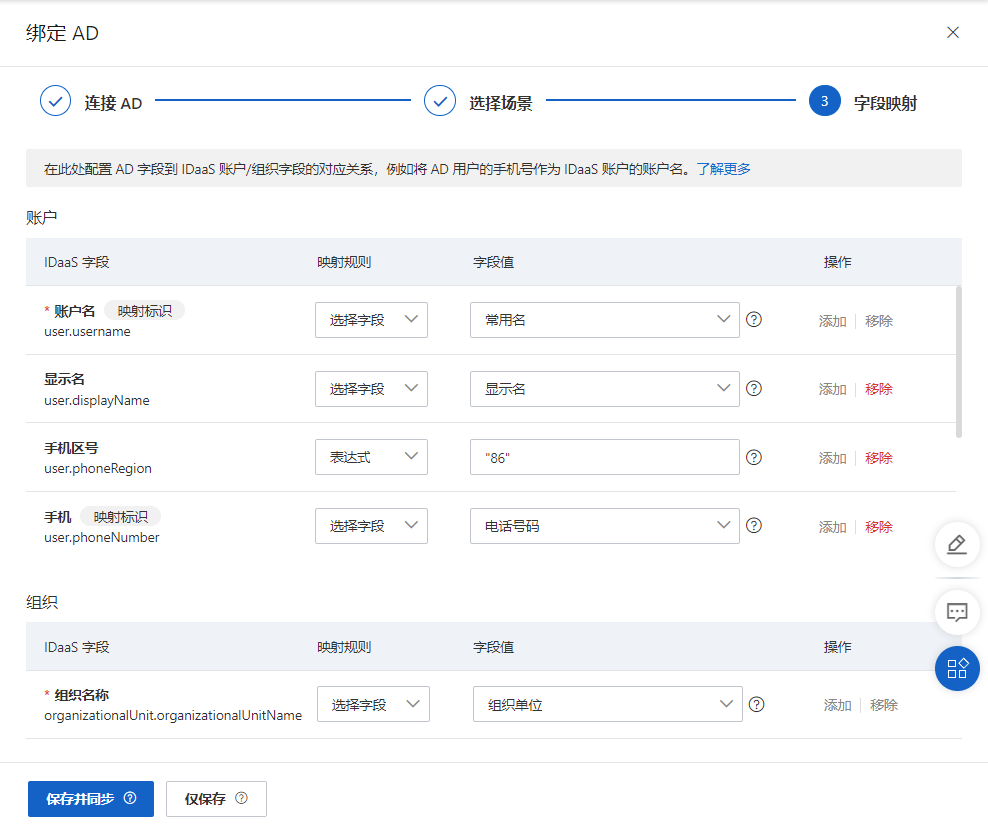 绑定 AD
连接 AD
选择场景
3
字段映射
在此处配置 AD 字段到 IDaaS 账户/组织字段的对应关系，例如将 AD 用户的手机号作为 IDaaS 账户的账户名。了解更多
账户
IDaaS 字段 映射规则 字段值 操作
* 账户名 映射标识
user.username
选择字段 常用名 添加 移除
显示名
user.displayName
选择字段 显示名 添加 移除
手机区号
user.phoneRegion
表达式 "86" 添加 移除
手机 映射标识
user.phoneNumber
选择字段 电话号码 添加 移除
组织
IDaaS 字段 映射规则 字段值 操作
* 组织名称
organizationalUnit.organizationalUnitName
选择字段 组织单位 添加 移除
保存并同步 仅保存